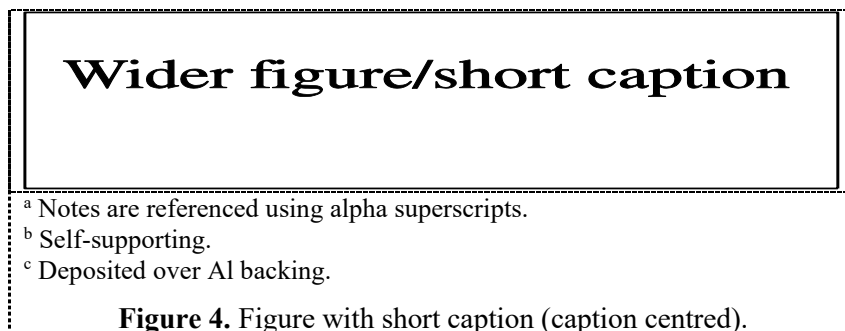 Wider figure/short caption
a Notes are referenced using alpha superscripts.
b Self-supporting.
c Deposited over Al backing.
Figure 4. Figure with short caption (caption centred).